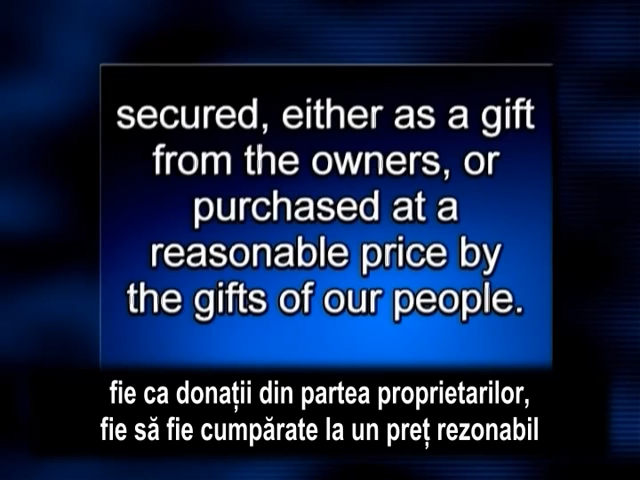 secured, either as a gift
from the owners, or
purchased at a
reasonable price by
the gifts of our people.
fie ca donații din partea proprietarilor,
fie să fie cumpărate la un preț rezonabil